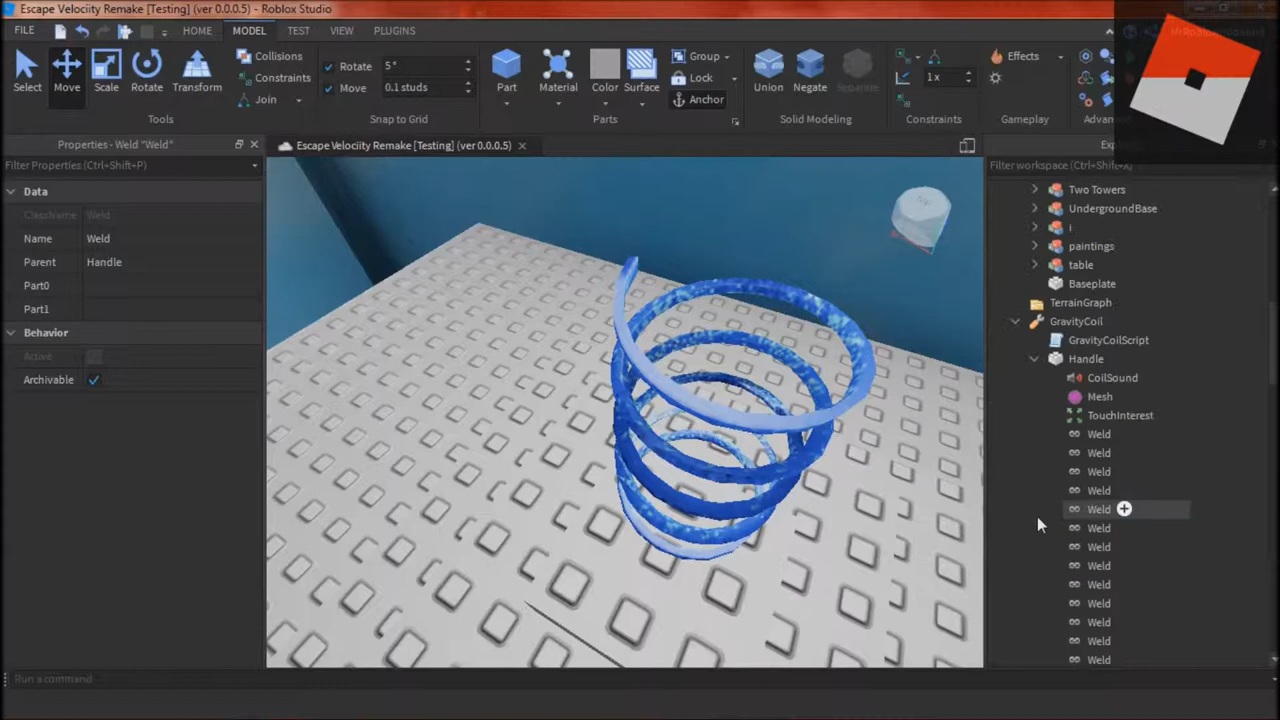 Escape Velociity Remake [Testing] (ver 0.0.0.5) - Roblox Studio
FILE HOME MODEL TEST VIEW PLUGINS
Select Move Scale Rotate Transform
Collisions
Constraints
Join
Tools
Rotate 5°
Move 0.1 studs
Snap to Grid
Part Material Color Surface
Group
Lock
Anchor
Parts
Union Negate Separate
Solid Modeling
1 x
Constraints
Effects
Gameplay
Advanc
Properties - Weld "Weld"
Filter Properties (Ctrl+Shift+P)
Data
ClassName Weld
Name Weld
Parent Handle
Part0
Part1
Behavior
Active
Archivable
Escape Velociity Remake [Testing] (ver 0.0.0.5)
Filter workspace (Ctrl+Shift+X)
Two Towers
UndergroundBase
i
paintings
table
Baseplate
TerrainGraph
GravityCoil
GravityCoilScript
Handle
CoilSound
Mesh
TouchInterest
Weld
Weld
Weld
Weld
Weld
Weld
Weld
Weld
Weld
Weld
Weld
Weld
Weld
Run a command